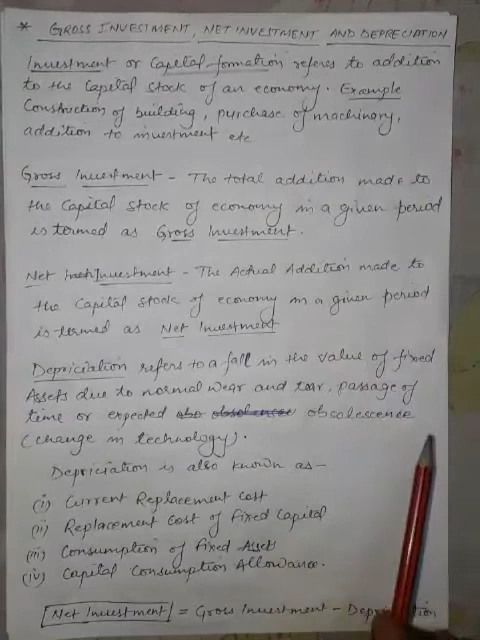 * GROSS INVESTMENT, NET INVESTMENT AND DEPRECIATION
Investment or Capital formation referes to addition
to the Capital Stock of an economy. Example
Construction of building, purchase of machinary,
addition to investment etc
Gross Investment - The total addition made to
the Capital Stock of economy in a given period
is termed as Gross Investment.
Net Investment - The Actual Addition made to
the Capital Stock of economy in a given period
is termed as Net Investment
Depriciation refers to a fall in the value of fixed
Assets due to normal wear and tear, passage of
time or expected obsolescence
(change in technology).
Depriciation is also known as -
(i) Current Replacement Cost
(ii) Replacement Cost of Fixed Capital
(iii) Consumption of Fixed Asset
(iv) Capital Consumption Allowance.
Net Investment = Gross Investment -